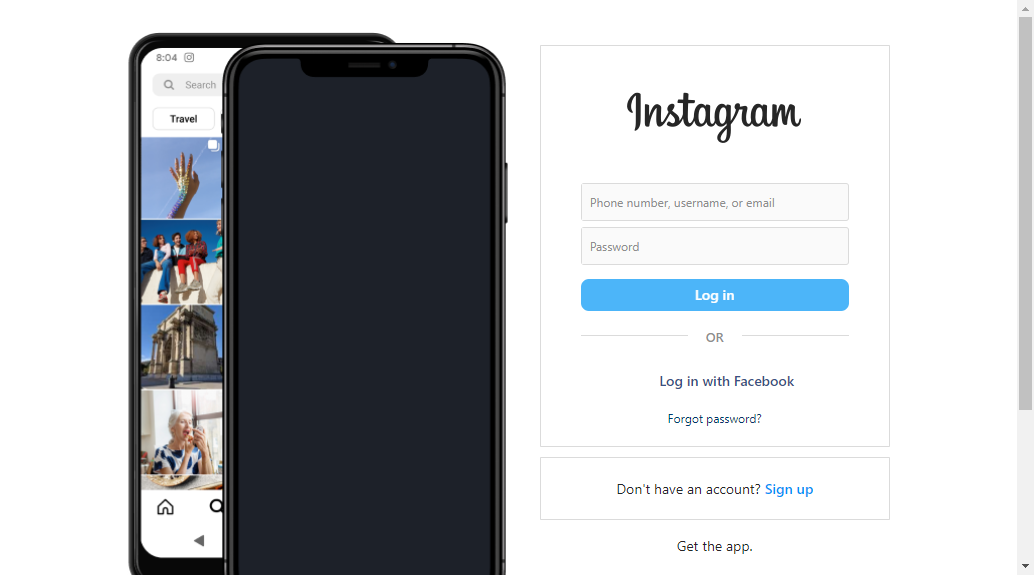 8:04
Search
Travel
Instagram
Phone number, username, or email
Password
Log in
OR
Log in with Facebook
Forgot password?
Don't have an account? Sign up
Get the app.